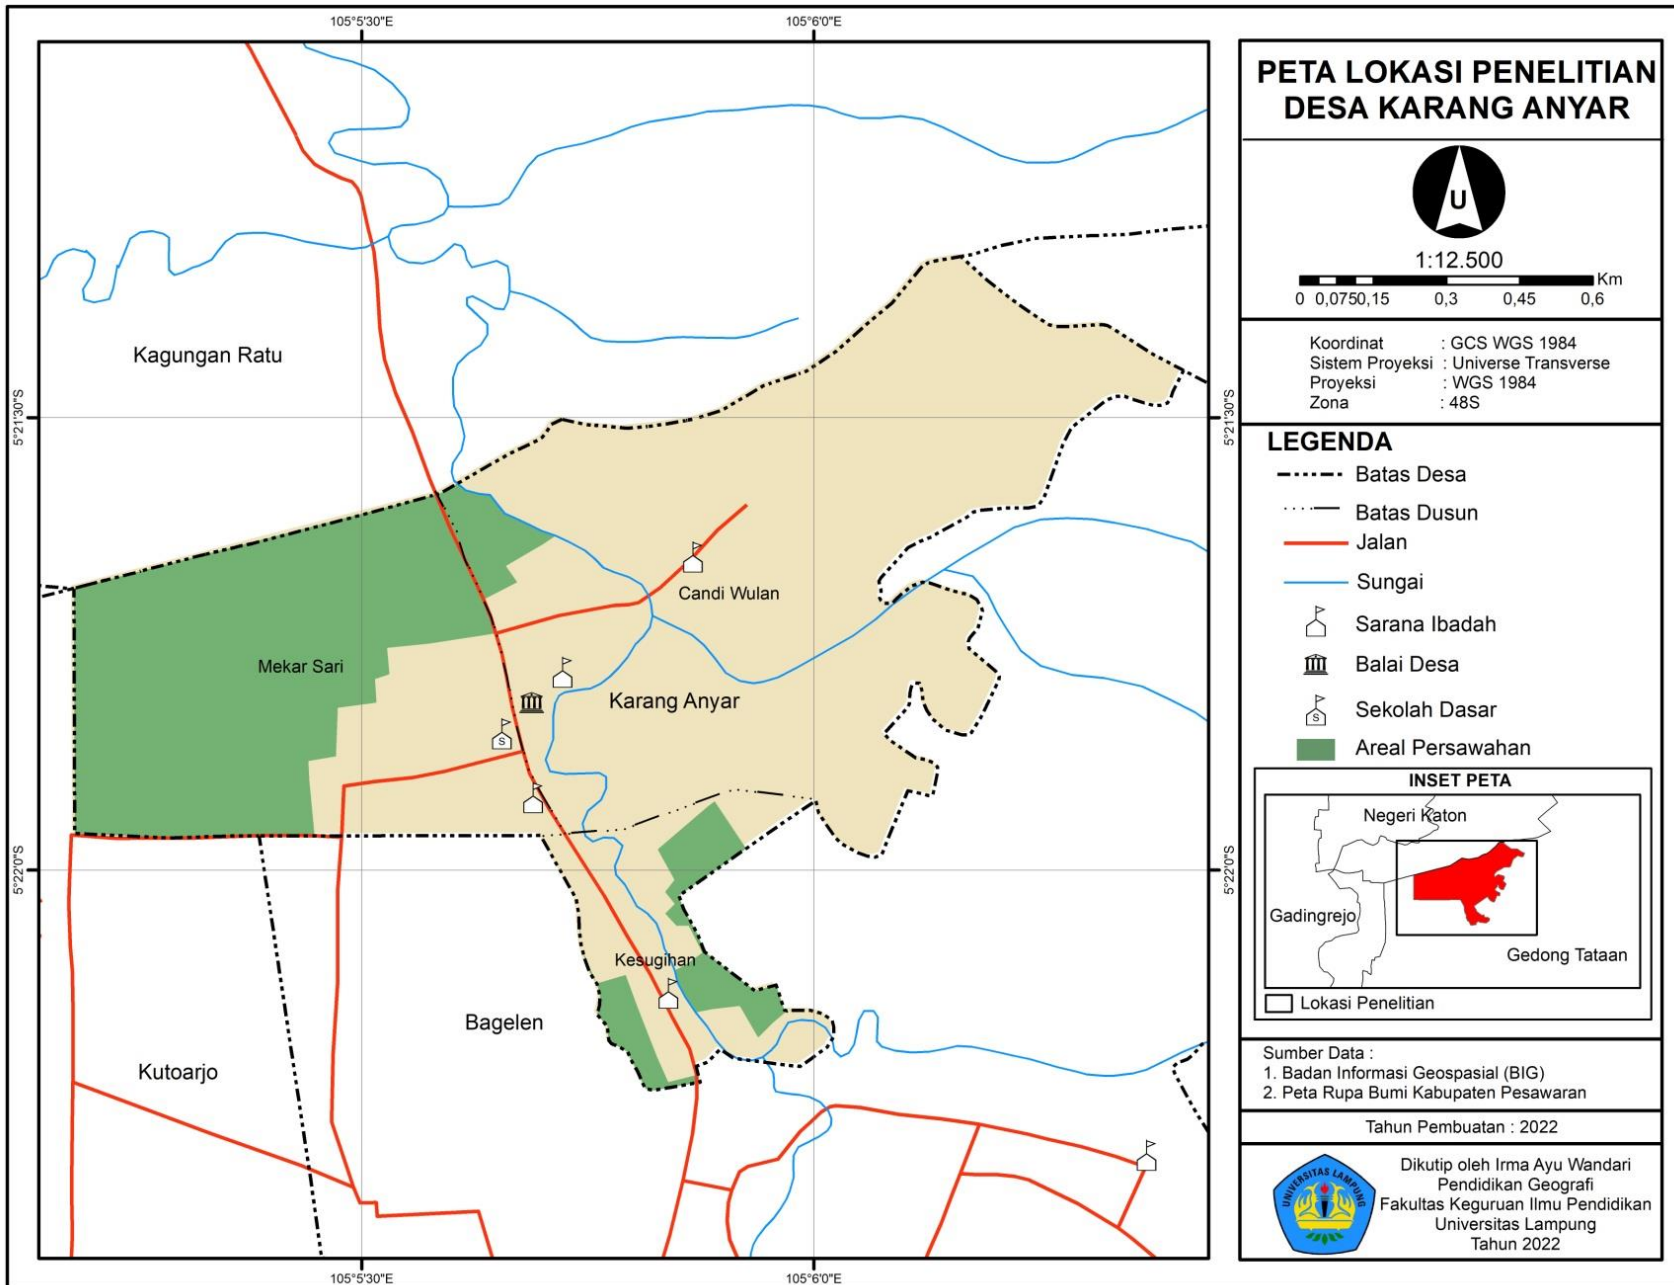 105°5'30"E
105°6'0"E
5°21'30"S
5°21'30"S
5°22'0"S
5°22'0"S
Kagungan Ratu
Candi Wulan
Mekar Sari
Karang Anyar
S
Kesugihan
Bagelen
Kutoarjo
105°5'30"E
105°6'0"E
PETA LOKASI PENELITIAN
DESA KARANG ANYAR
U
1:12.500
Km
0 0,075 0,15 0,3 0,45 0,6
Koordinat : GCS WGS 1984
Sistem Proyeksi : Universe Transverse
Proyeksi : WGS 1984
Zona : 48S
LEGENDA
Batas Desa
Batas Dusun
Jalan
Sungai
Sarana Ibadah
Balai Desa
S Sekolah Dasar
Areal Persawahan
INSET PETA
Negeri Katon
Gadingrejo
Gedong Tataan
Lokasi Penelitian
Sumber Data :
1. Badan Informasi Geospasial (BIG)
2. Peta Rupa Bumi Kabupaten Pesawaran
Tahun Pembuatan : 2022
UNIVERSITAS LAMPUNG
Dikutip oleh Irma Ayu Wandari
Pendidikan Geografi
Fakultas Keguruan Ilmu Pendidikan
Universitas Lampung
Tahun 2022